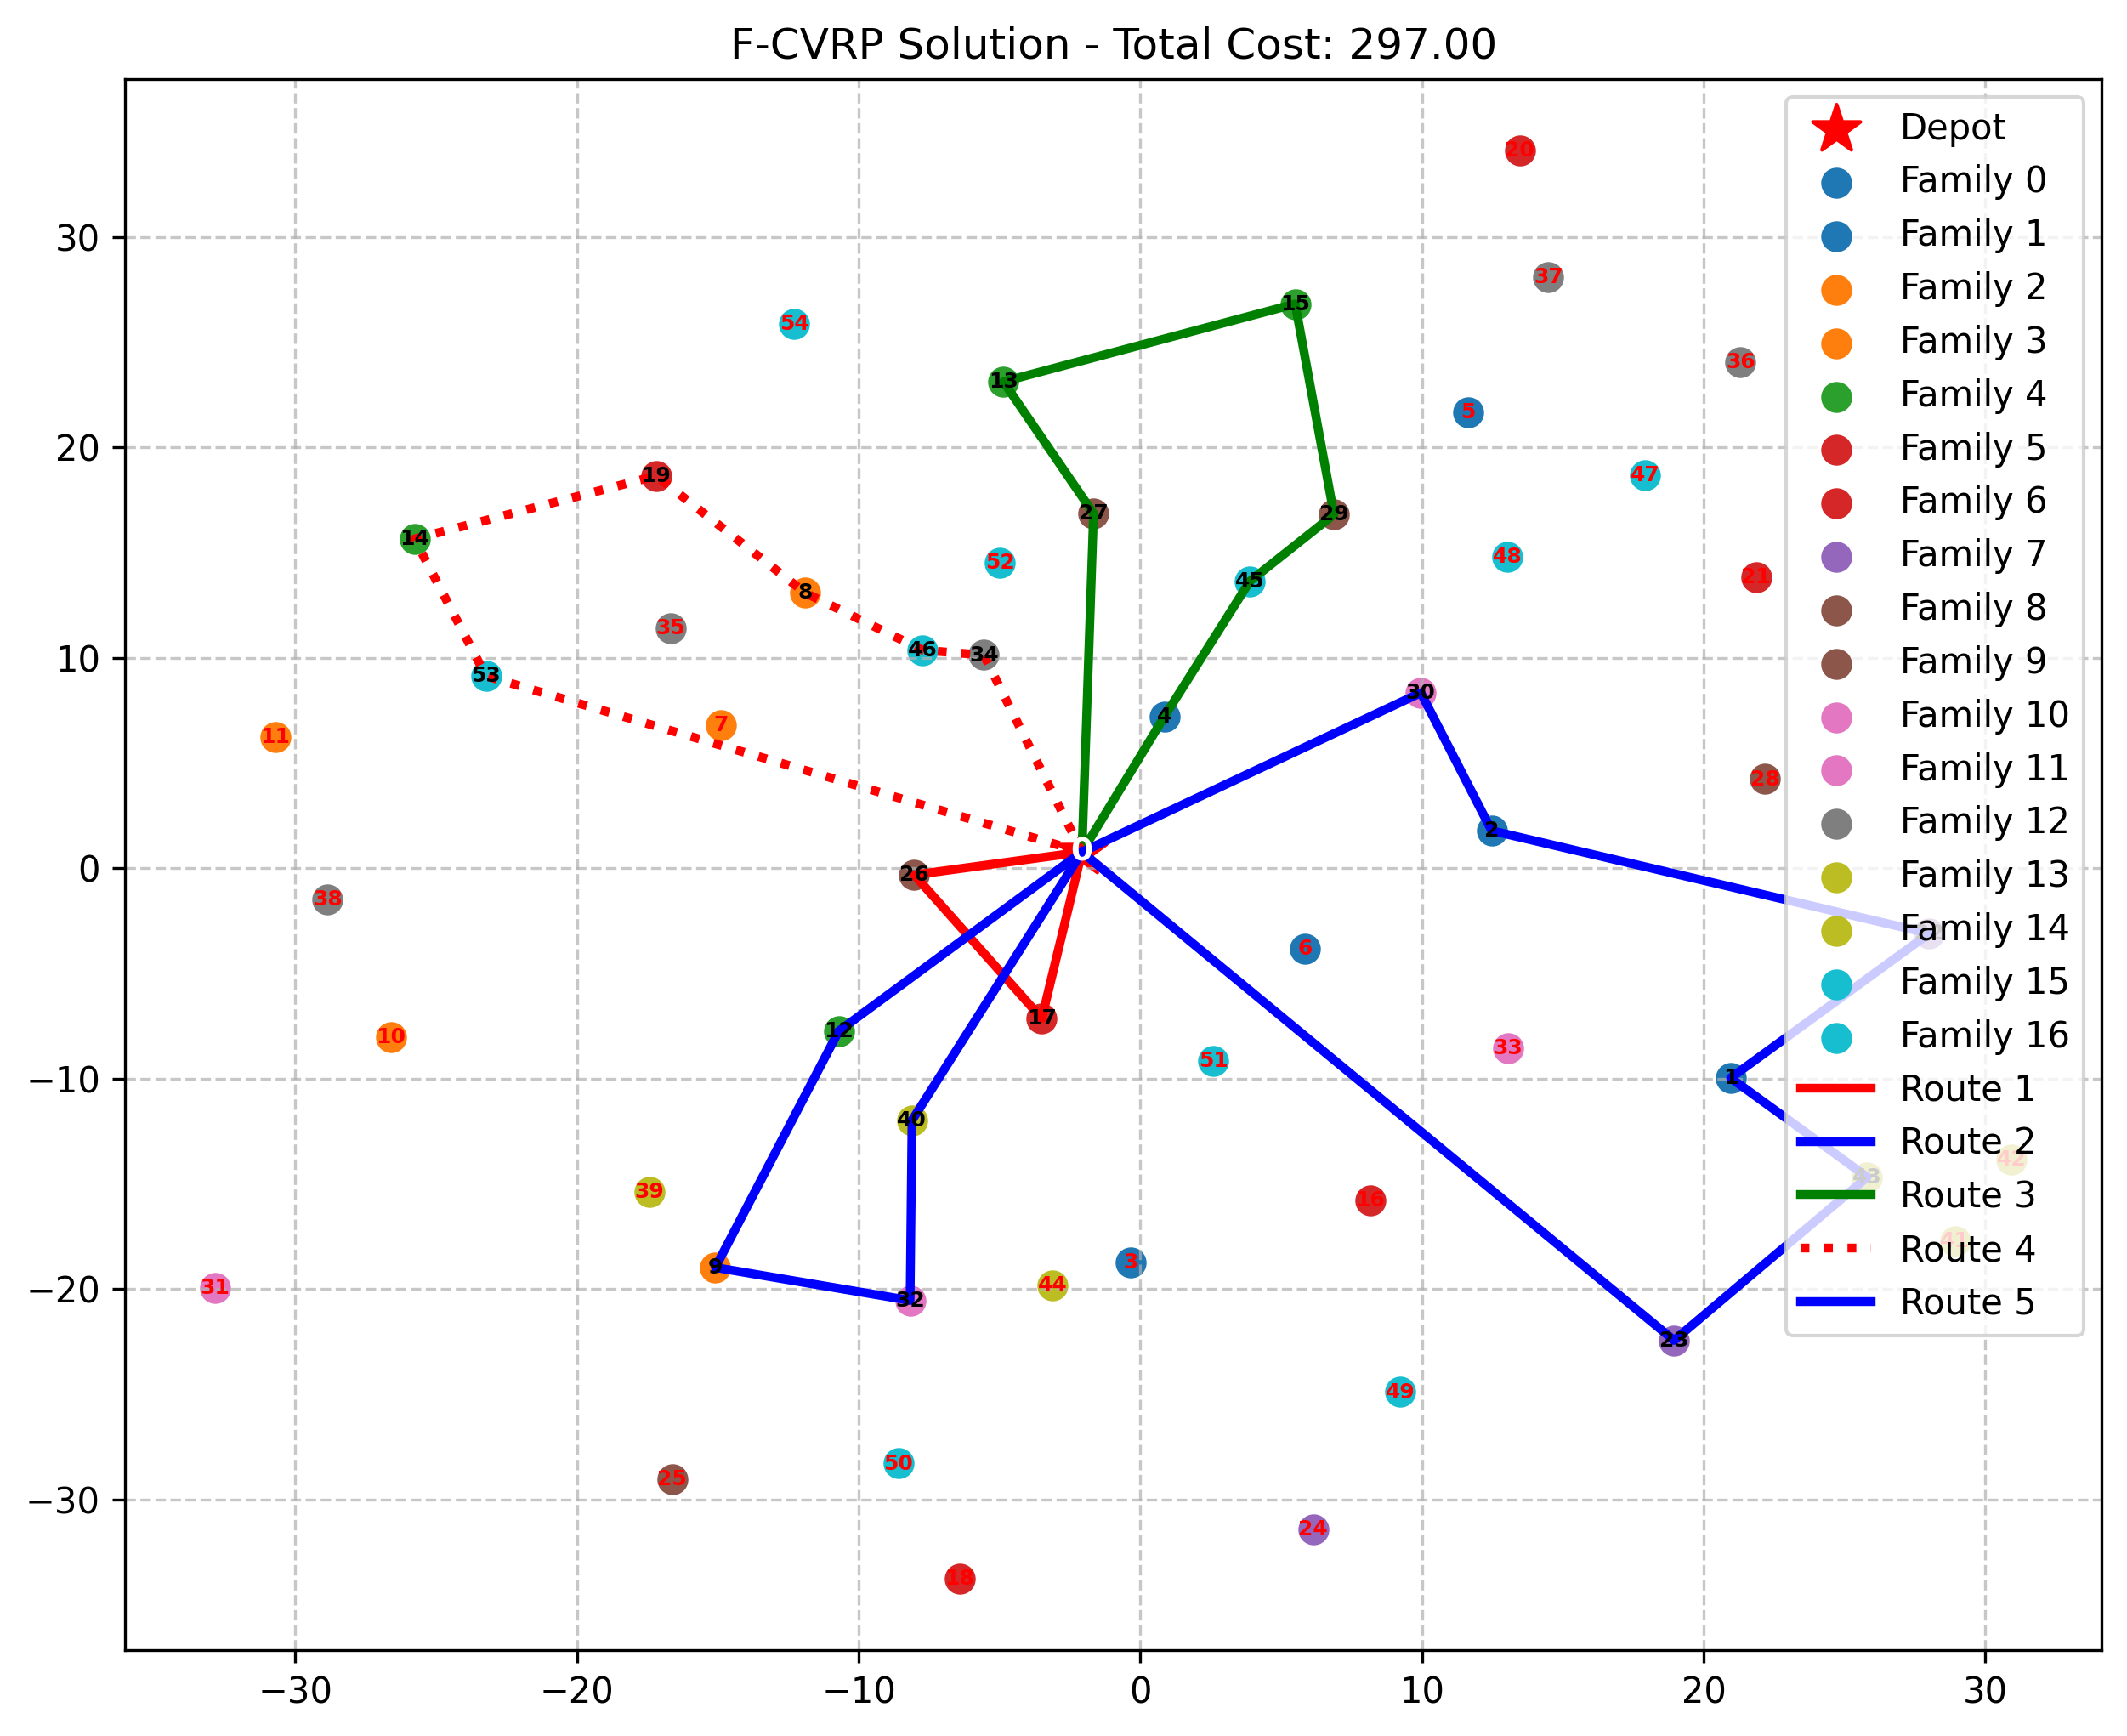 F-CVRP Solution - Total Cost: 297.00
Depot
Family 0
Family 1
Family 2
Family 3
Family 4
Family 5
Family 6
Family 7
Family 8
Family 9
Family 10
Family 11
Family 12
Family 13
Family 14
Family 15
Family 16
Route 1
Route 2
Route 3
Route 4
Route 5
30
20
10
0
−10
−20
−30
−30
−20
−10
0
10
20
30
20
37
15
54
36
13
5
19
47
27
29
14
52
48
21
45
8
35
46
34
53
30
4
7
11
28
2
0
26
38
6
17
12
10
33
51
1
40
42
43
39
16
41
3
9
44
31
32
23
49
50
25
24
18